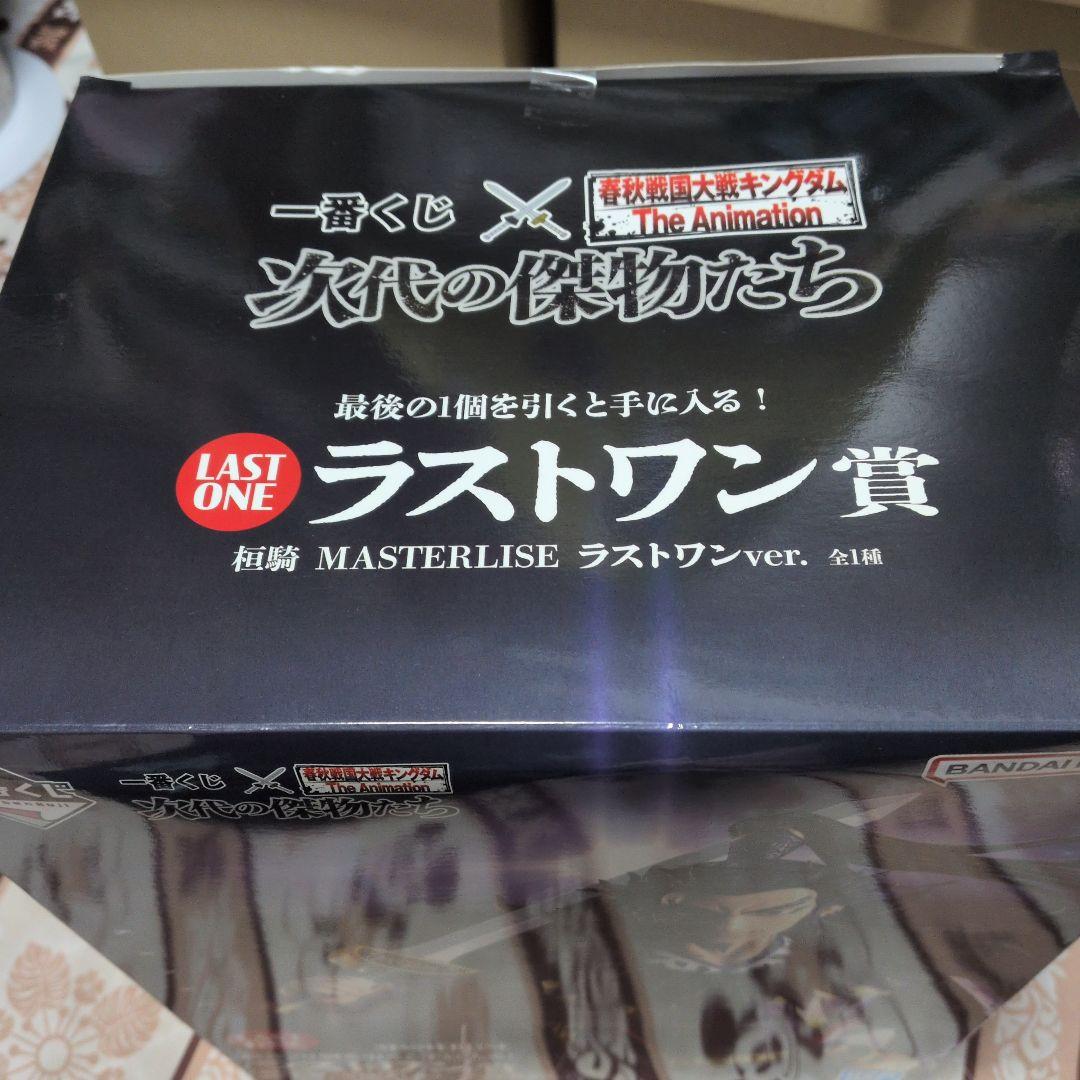 一番くじ
春秋戦国大戦キングダム
The Animation
次代の傑物たち
最後の1個を引くと手に入る!
LAST
ONE
ラストワン賞
桓騎 MASTERLISE ラストワンver. 全1種
一番くじ
春秋戦国大戦キングダム
The Animation
次代の傑物たち
BANDAI